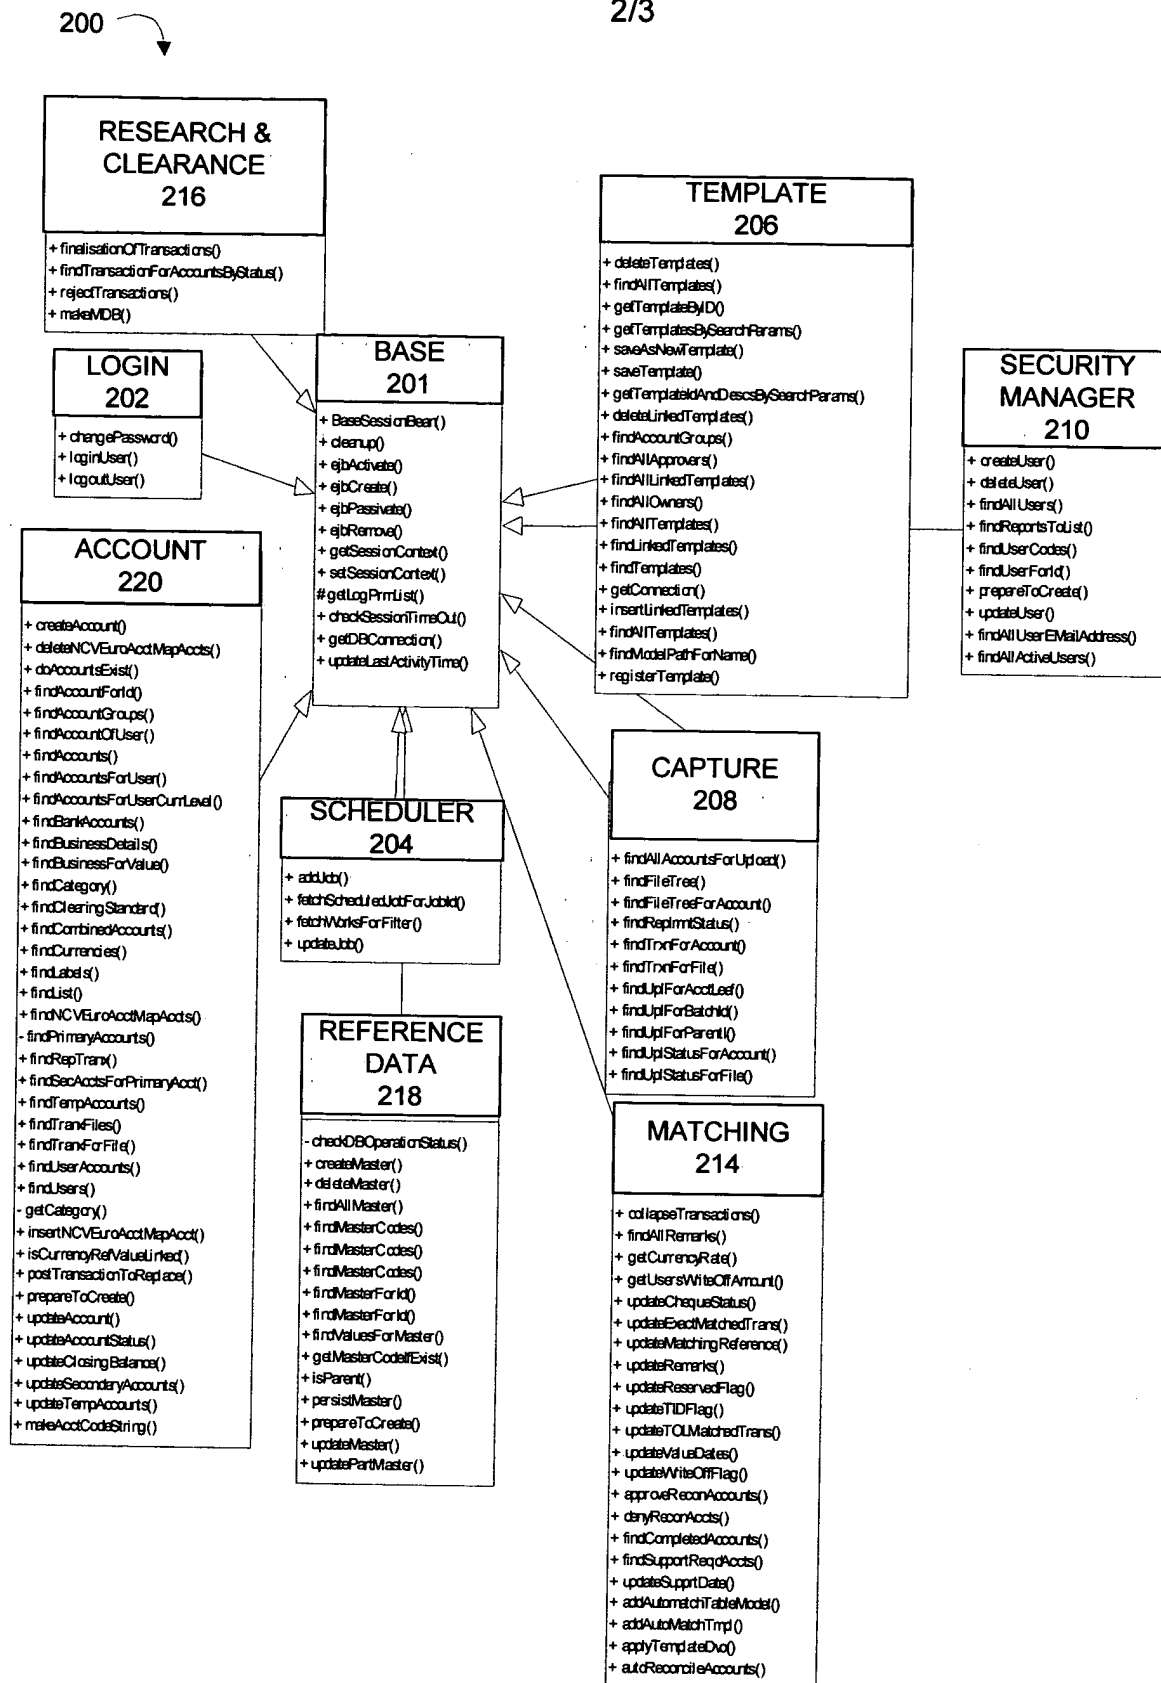 200
2/3
RESEARCH &
CLEARANCE
216
+ finalisationOfTransactions()
+ findTransactionForAccountsByStatus()
+ rejectTransactions()
+ makeMDB()
LOGIN
202
+ changePassword()
+ loginUser()
+ logoutUser()
BASE
201
+ BaseSessionBean()
+ cleanup()
+ ejbActivate()
+ ejbCreate()
+ ejbPassivate()
+ ejbRemove()
+ getSessionContext()
+ setSessionContext()
# getLogPrmList()
+ checkSessionTimeOut()
+ getDBConnection()
+ updateLastActivityTime()
TEMPLATE
206
+ deleteTemplates()
+ findAllTemplates()
+ getTemplateByID()
+ getTemplatesBySearchParams()
+ saveAsNewTemplate()
+ saveTemplate()
+ getTemplateIdAndDescsBySearchParams()
+ deleteLinkedTemplates()
+ findAccountGroups()
+ findAllApprovers()
+ findAllLinkedTemplates()
+ findAllOwners()
+ findAllTemplates()
+ findLinkedTemplates()
+ findTemplates()
+ getConnection()
+ insertLinkedTemplates()
+ findAllTemplates()
+ findModelPathForName()
+ registerTemplate()
SECURITY
MANAGER
210
+ createUser()
+ deleteUser()
+ findAllUsers()
+ findReportsToList()
+ findUserCodes()
+ findUserForId()
+ prepareToCreate()
+ updateUser()
+ findAllUserEMailAddress()
+ findAllActiveUsers()
ACCOUNT
220
+ createAccount()
+ deleteNCVEuroAcctMapAccts()
+ doAccountsExist()
+ findAccountForId()
+ findAccountGroups()
+ findAccountOfUser()
+ findAccounts()
+ findAccountsForUser()
+ findAccountsForUserCurrLevel()
+ findBankAccounts()
+ findBusinessDetails()
+ findBusinessForValue()
+ findCategory()
+ findClearingStandard()
+ findCombinedAccounts()
+ findCurrencies()
+ findLabels()
+ findList()
+ findNCVEuroAcctMapAccts()
- findPrimaryAccounts()
+ findRepTranx()
+ findSecAcctsForPrimaryAcct()
+ findTempAccounts()
+ findTranxFiles()
+ findTranxForFile()
+ findUserAccounts()
+ findUsers()
- getCategory()
+ insertNCVEuroAcctMapAcct()
+ isCurrencyRefValueLinked()
+ postTransactionToReplace()
+ prepareToCreate()
+ updateAccount()
+ updateAccountStatus()
+ updateClosingBalance()
+ updateSecondaryAccounts()
+ updateTempAccounts()
+ makeAcctCodeString()
SCHEDULER
204
+ addJob()
+ fetchScheduledJobForJobId()
+ fetchWorksForFilter()
+ updateJob()
REFERENCE
DATA
218
- checkDBOperationStatus()
+ createMaster()
+ deleteMaster()
+ findAllMaster()
+ findMasterCodes()
+ findMasterCodes()
+ findMasterCodes()
+ findMasterForId()
+ findMasterForId()
+ findValuesForMaster()
+ getMasterCodeIfExist()
+ isParent()
+ persistMaster()
+ prepareToCreate()
+ updateMaster()
+ updatePartMaster()
CAPTURE
208
+ findAllAccountsForUpload()
+ findFileTree()
+ findFileTreeForAccount()
+ findReplmntStatus()
+ findTrxnForAccount()
+ findTrxnForFile()
+ findUplForAcctLeaf()
+ findUplForBatchId()
+ findUplForParentI()
+ findUplStatusForAccount()
+ findUplStatusForFile()
MATCHING
214
+ collapseTransactions()
+ findAllRemarks()
+ getCurrencyRate()
+ getUsersWriteOffAmount()
+ updateChequeStatus()
+ updateExactMatchedTrans()
+ updateMatchingReference()
+ updateRemarks()
+ updateReservedFlag()
+ updateTIDFlag()
+ updateTOLMatchedTrans()
+ updateValueDates()
+ updateWriteOffFlag()
+ approveReconAccounts()
+ denyReconAccts()
+ findCompletedAccounts()
+ findSupportReqdAccts()
+ updateSupprtDate()
+ addAutomatchTableModel()
+ addAutoMatchTmp()
+ applyTemplateDvo()
+ autoReconcileAccounts()